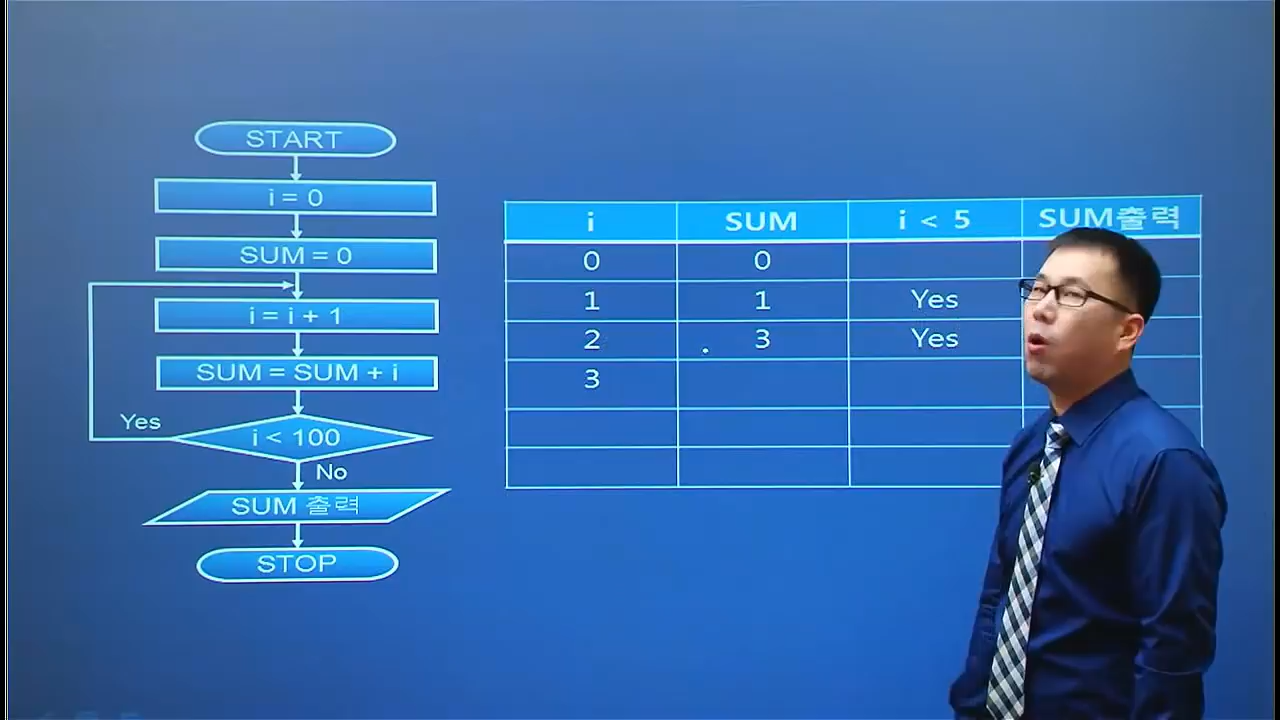 START
i = 0
SUM = 0
i = i + 1
SUM = SUM + i
Yes
i < 100
No
SUM 출력
STOP
i SUM i < 5 SUM출력
0 0
1 1 Yes
2 3 Yes
3